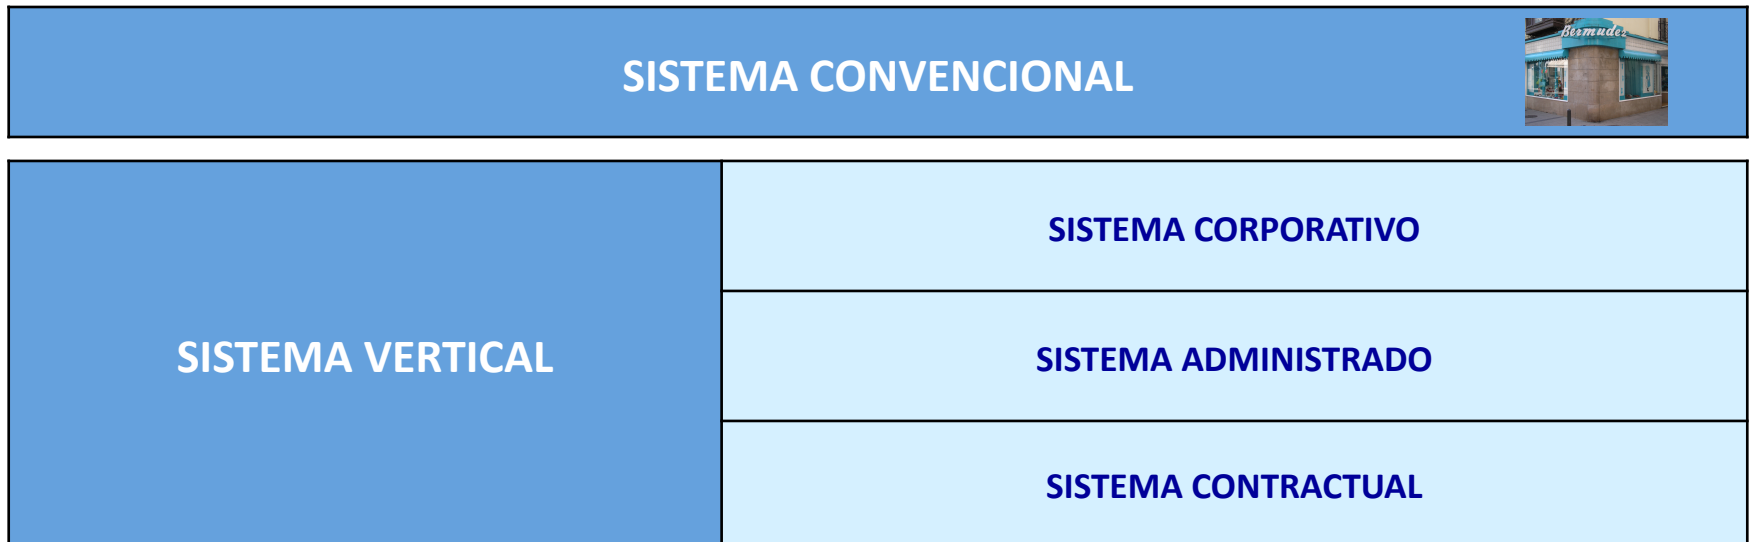 SISTEMA CONVENCIONAL
Bermudez
SISTEMA VERTICAL
SISTEMA CORPORATIVO
SISTEMA ADMINISTRADO
SISTEMA CONTRACTUAL